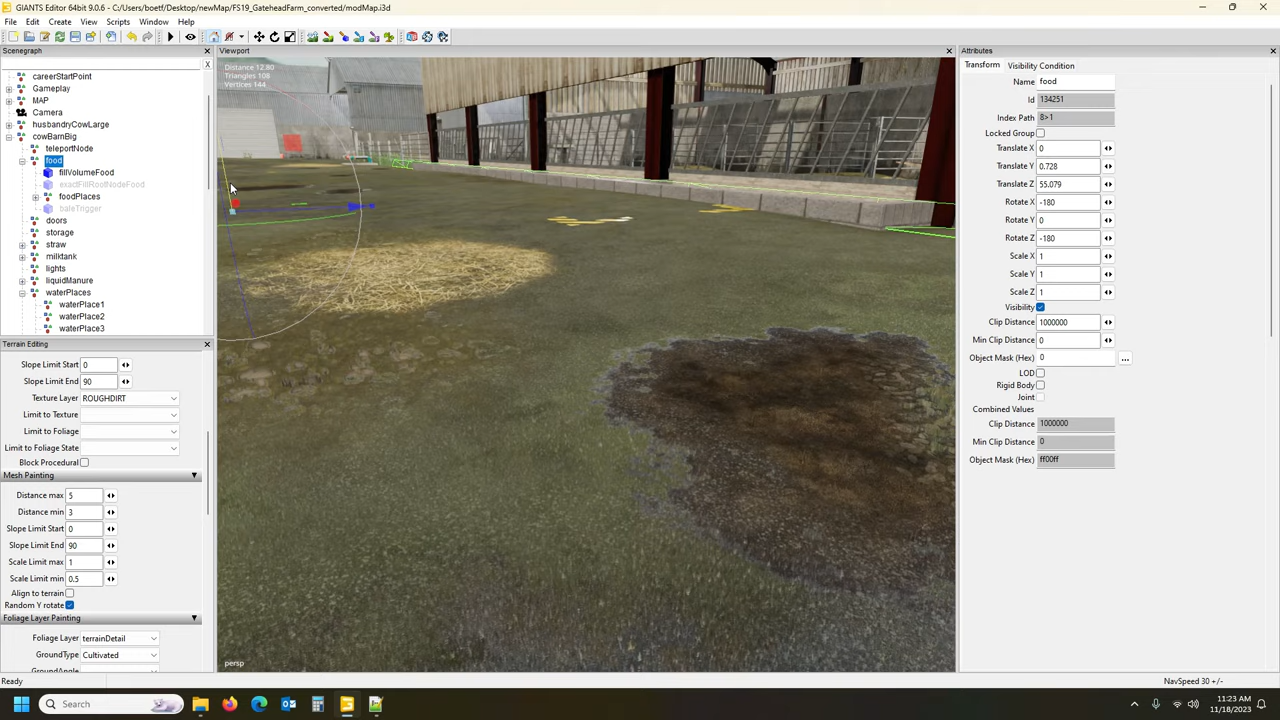 GIANTS Editor 64bit 9.0.6 - C:/Users/boetf/Desktop/newMap/FS19_GateheadFarm_converted/modMap.i3d
File Edit Create View Scripts Window Help
Scenegraph
X
careerStartPoint
Gameplay
MAP
Camera
husbandryCowLarge
cowBarnBig
teleportNode
food
fillVolumeFood
exactFillRootNodeFood
foodPlaces
baleTrigger
doors
storage
straw
milktank
lights
liquidManure
waterPlaces
waterPlace1
waterPlace2
waterPlace3
Terrain Editing
Slope Limit Start 0
Slope Limit End 90
Texture Layer ROUGHDIRT
Limit to Texture
Limit to Foliage
Limit to Foliage State
Block Procedural
Mesh Painting
Distance max 5
Distance min 3
Slope Limit Start 0
Slope Limit End 90
Scale Limit max 1
Scale Limit min 0.5
Align to terrain
Random Y rotate
Foliage Layer Painting
Foliage Layer terrainDetail
GroundType Cultivated
GroundAngle
Ready
Viewport
Distance 12.80
Triangles 106
Vertices 144
persp
Attributes
Transform Visibility Condition
Name food
Id 134251
Index Path 8>1
Locked Group
Translate X 0
Translate Y 0.728
Translate Z 55.079
Rotate X -180
Rotate Y 0
Rotate Z -180
Scale X 1
Scale Y 1
Scale Z 1
Visibility
Clip Distance 1000000
Min Clip Distance 0
Object Mask (Hex) 0 ...
LOD
Rigid Body
Joint
Combined Values
Clip Distance 1000000
Min Clip Distance 0
Object Mask (Hex) ff00ff
NavSpeed 30 +/-
Search
11:23 AM
11/18/2023